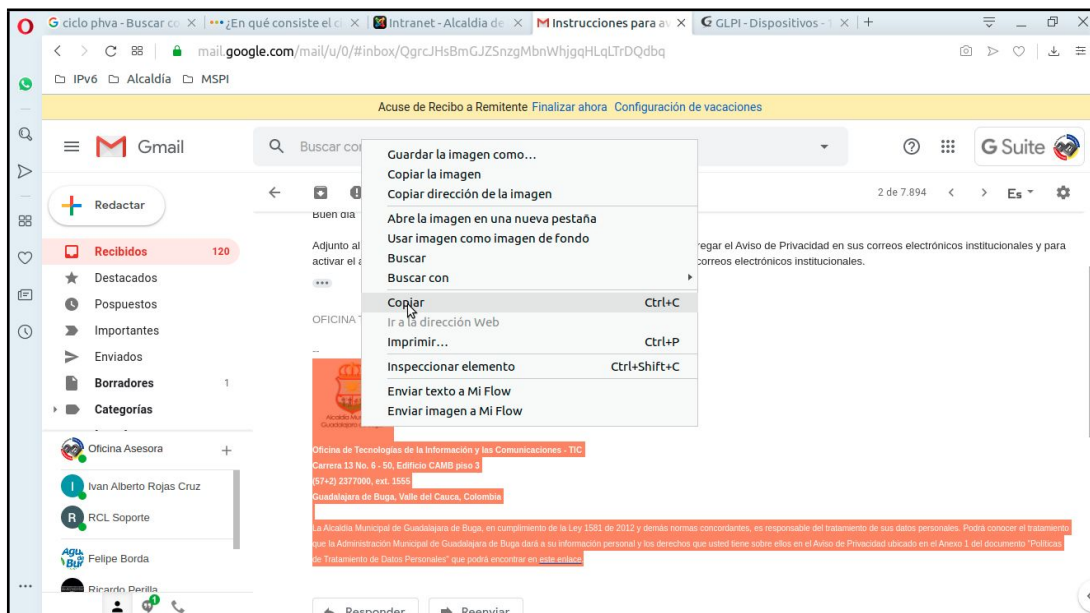 ciclo phva - Buscar co
¿En qué consiste el ci
Intranet - Alcaldia de
Instrucciones para av
GLPI - Dispositivos - 1
mail.google.com/mail/u/0/#inbox/QgrcJHsBmGJZSnzgMbnWhjgqHLqLTrDQdbq
IPv6 Alcaldía MSPI
Acuse de Recibo a Remitente Finalizar ahora Configuración de vacaciones
Gmail
Buscar cor
G Suite
Redactar
2 de 7.894
Es
Recibidos 120
Destacados
Pospuestos
Importantes
Enviados
Borradores 1
Categorías
Oficina Asesora
Ivan Alberto Rojas Cruz
RCL Soporte
Felipe Borda
Ricardo Perilla
Guardar la imagen como...
Copiar la imagen
Copiar dirección de la imagen
Abre la imagen en una nueva pestaña
Usar imagen como imagen de fondo
Buscar
Buscar con
Copiar Ctrl+C
Ir a la dirección Web
Imprimir... Ctrl+P
Inspeccionar elemento Ctrl+Shift+C
Enviar texto a Mi Flow
Enviar imagen a Mi Flow
Buen día
Adjunto al regar el Aviso de Privacidad en sus correos electrónicos institucionales y para
activar el a correos electrónicos institucionales.
OFICINA
--
Oficina de Tecnologías de la Información y las Comunicaciones - TIC
Carrera 13 No. 6 - 50, Edificio CAMB piso 3
(57+2) 2377000, ext. 1555
Guadalajara de Buga, Valle del Cauca, Colombia
La Alcaldía Municipal de Guadalajara de Buga, en cumplimiento de la Ley 1581 de 2012 y demás normas concordantes, es responsable del tratamiento de sus datos personales. Podrá conocer el tratamiento
que la Administración Municipal de Guadalajara de Buga dará a su información personal y los derechos que usted tiene sobre ellos en el Aviso de Privacidad ubicado en el Anexo 1 del documento "Políticas
de Tratamiento de Datos Personales" que podrá encontrar en este enlace
Responder Reenviar